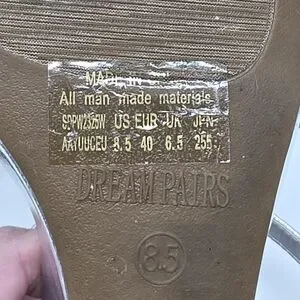 MADE IN
All man made materials
SDPW2325W US EUR UK JPN
AATUUCEU 8.5 40 6.5 255
DREAM PAIRS
8.5